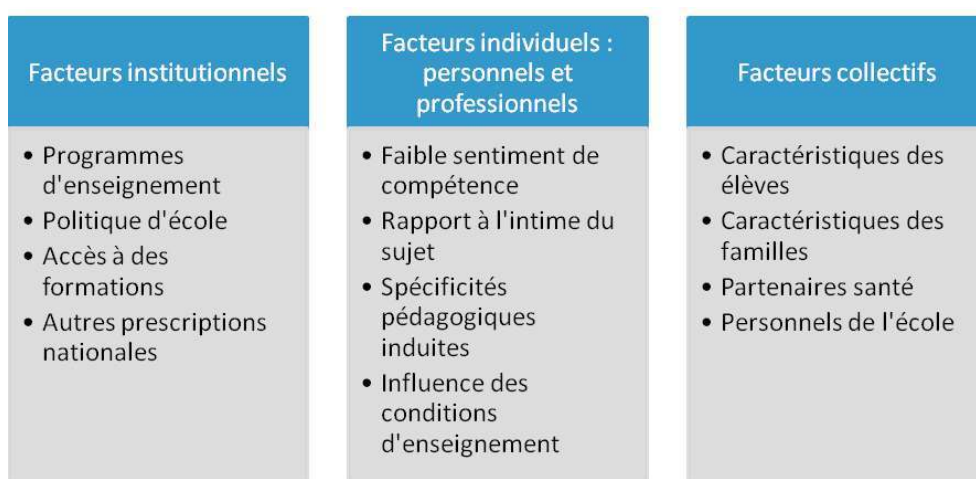 Facteurs institutionnels
• Programmes
d'enseignement
• Politique d'école
• Accès à des
formations
• Autres prescriptions
nationales
Facteurs individuels :
personnels et
professionnels
• Faible sentiment de
compétence
• Rapport à l'intime du
sujet
• Spécificités
pédagogiques
induites
• Influence des
conditions
d'enseignement
Facteurs collectifs
• Caractéristiques des
élèves
• Caractéristiques des
familles
• Partenaires santé
• Personnels de l'école